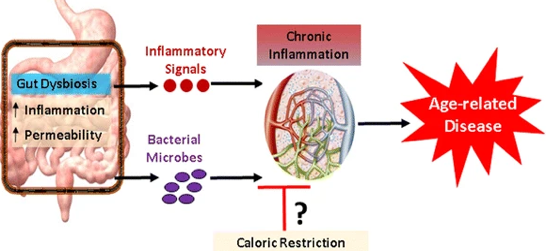 Gut Dysbiosis
↑ Inflammation
↑ Permeability
Inflammatory
Signals
Bacterial
Microbes
Chronic
Inflammation
Age-related
Disease
?
Caloric Restriction